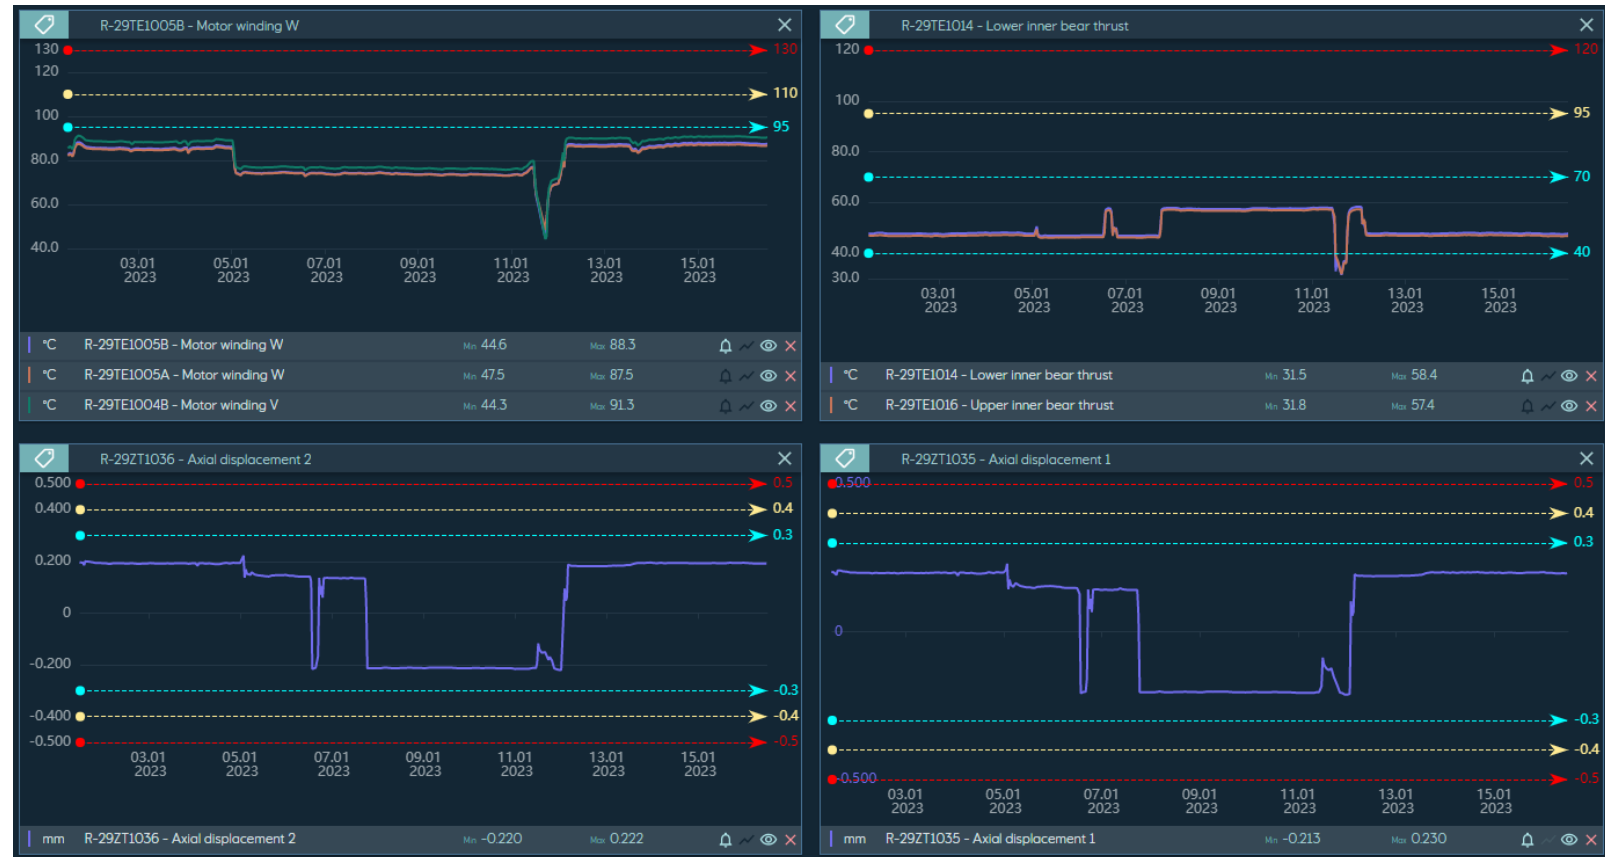 R-29TE1005B - Motor winding W
130
130
120
110
100
95
80.0
60.0
40.0
03.01 05.01 07.01 09.01 11.01 13.01 15.01
2023 2023 2023 2023 2023 2023 2023
°C R-29TE1005B - Motor winding W Min 44.6 Max 88.3
°C R-29TE1005A - Motor winding W Min 47.5 Max 87.5
°C R-29TE1004B - Motor winding V Min 44.3 Max 91.3
R-29TE1014 - Lower inner bear thrust
120
120
100
95
80.0
70
60.0
40.0
40
30.0
03.01 05.01 07.01 09.01 11.01 13.01 15.01
2023 2023 2023 2023 2023 2023 2023
°C R-29TE1014 - Lower inner bear thrust Min 31.5 Max 58.4
°C R-29TE1016 - Upper inner bear thrust Min 31.8 Max 57.4
R-29ZT1036 - Axial displacement 2
0.500
0.5
0.400
0.4
0.3
0.200
0
-0.200
-0.3
-0.400
-0.4
-0.500
-0.5
03.01 05.01 07.01 09.01 11.01 13.01 15.01
2023 2023 2023 2023 2023 2023 2023
mm R-29ZT1036 - Axial displacement 2 Min -0.220 Max 0.222
R-29ZT1035 - Axial displacement 1
0.500
0.5
0.4
0.3
0
-0.3
-0.4
-0.500
-0.5
03.01 05.01 07.01 09.01 11.01 13.01 15.01
2023 2023 2023 2023 2023 2023 2023
mm R-29ZT1035 - Axial displacement 1 Min -0.213 Max 0.230